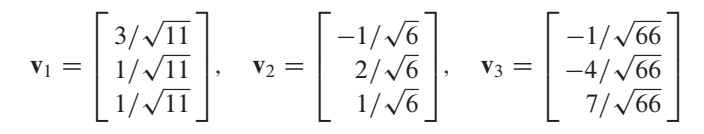 v₁ = [3/√11 1/√11 1/√11], v₂ = [−1/√6 2/√6 1/√6], v₃ = [−1/√66 −4/√66 7/√66]